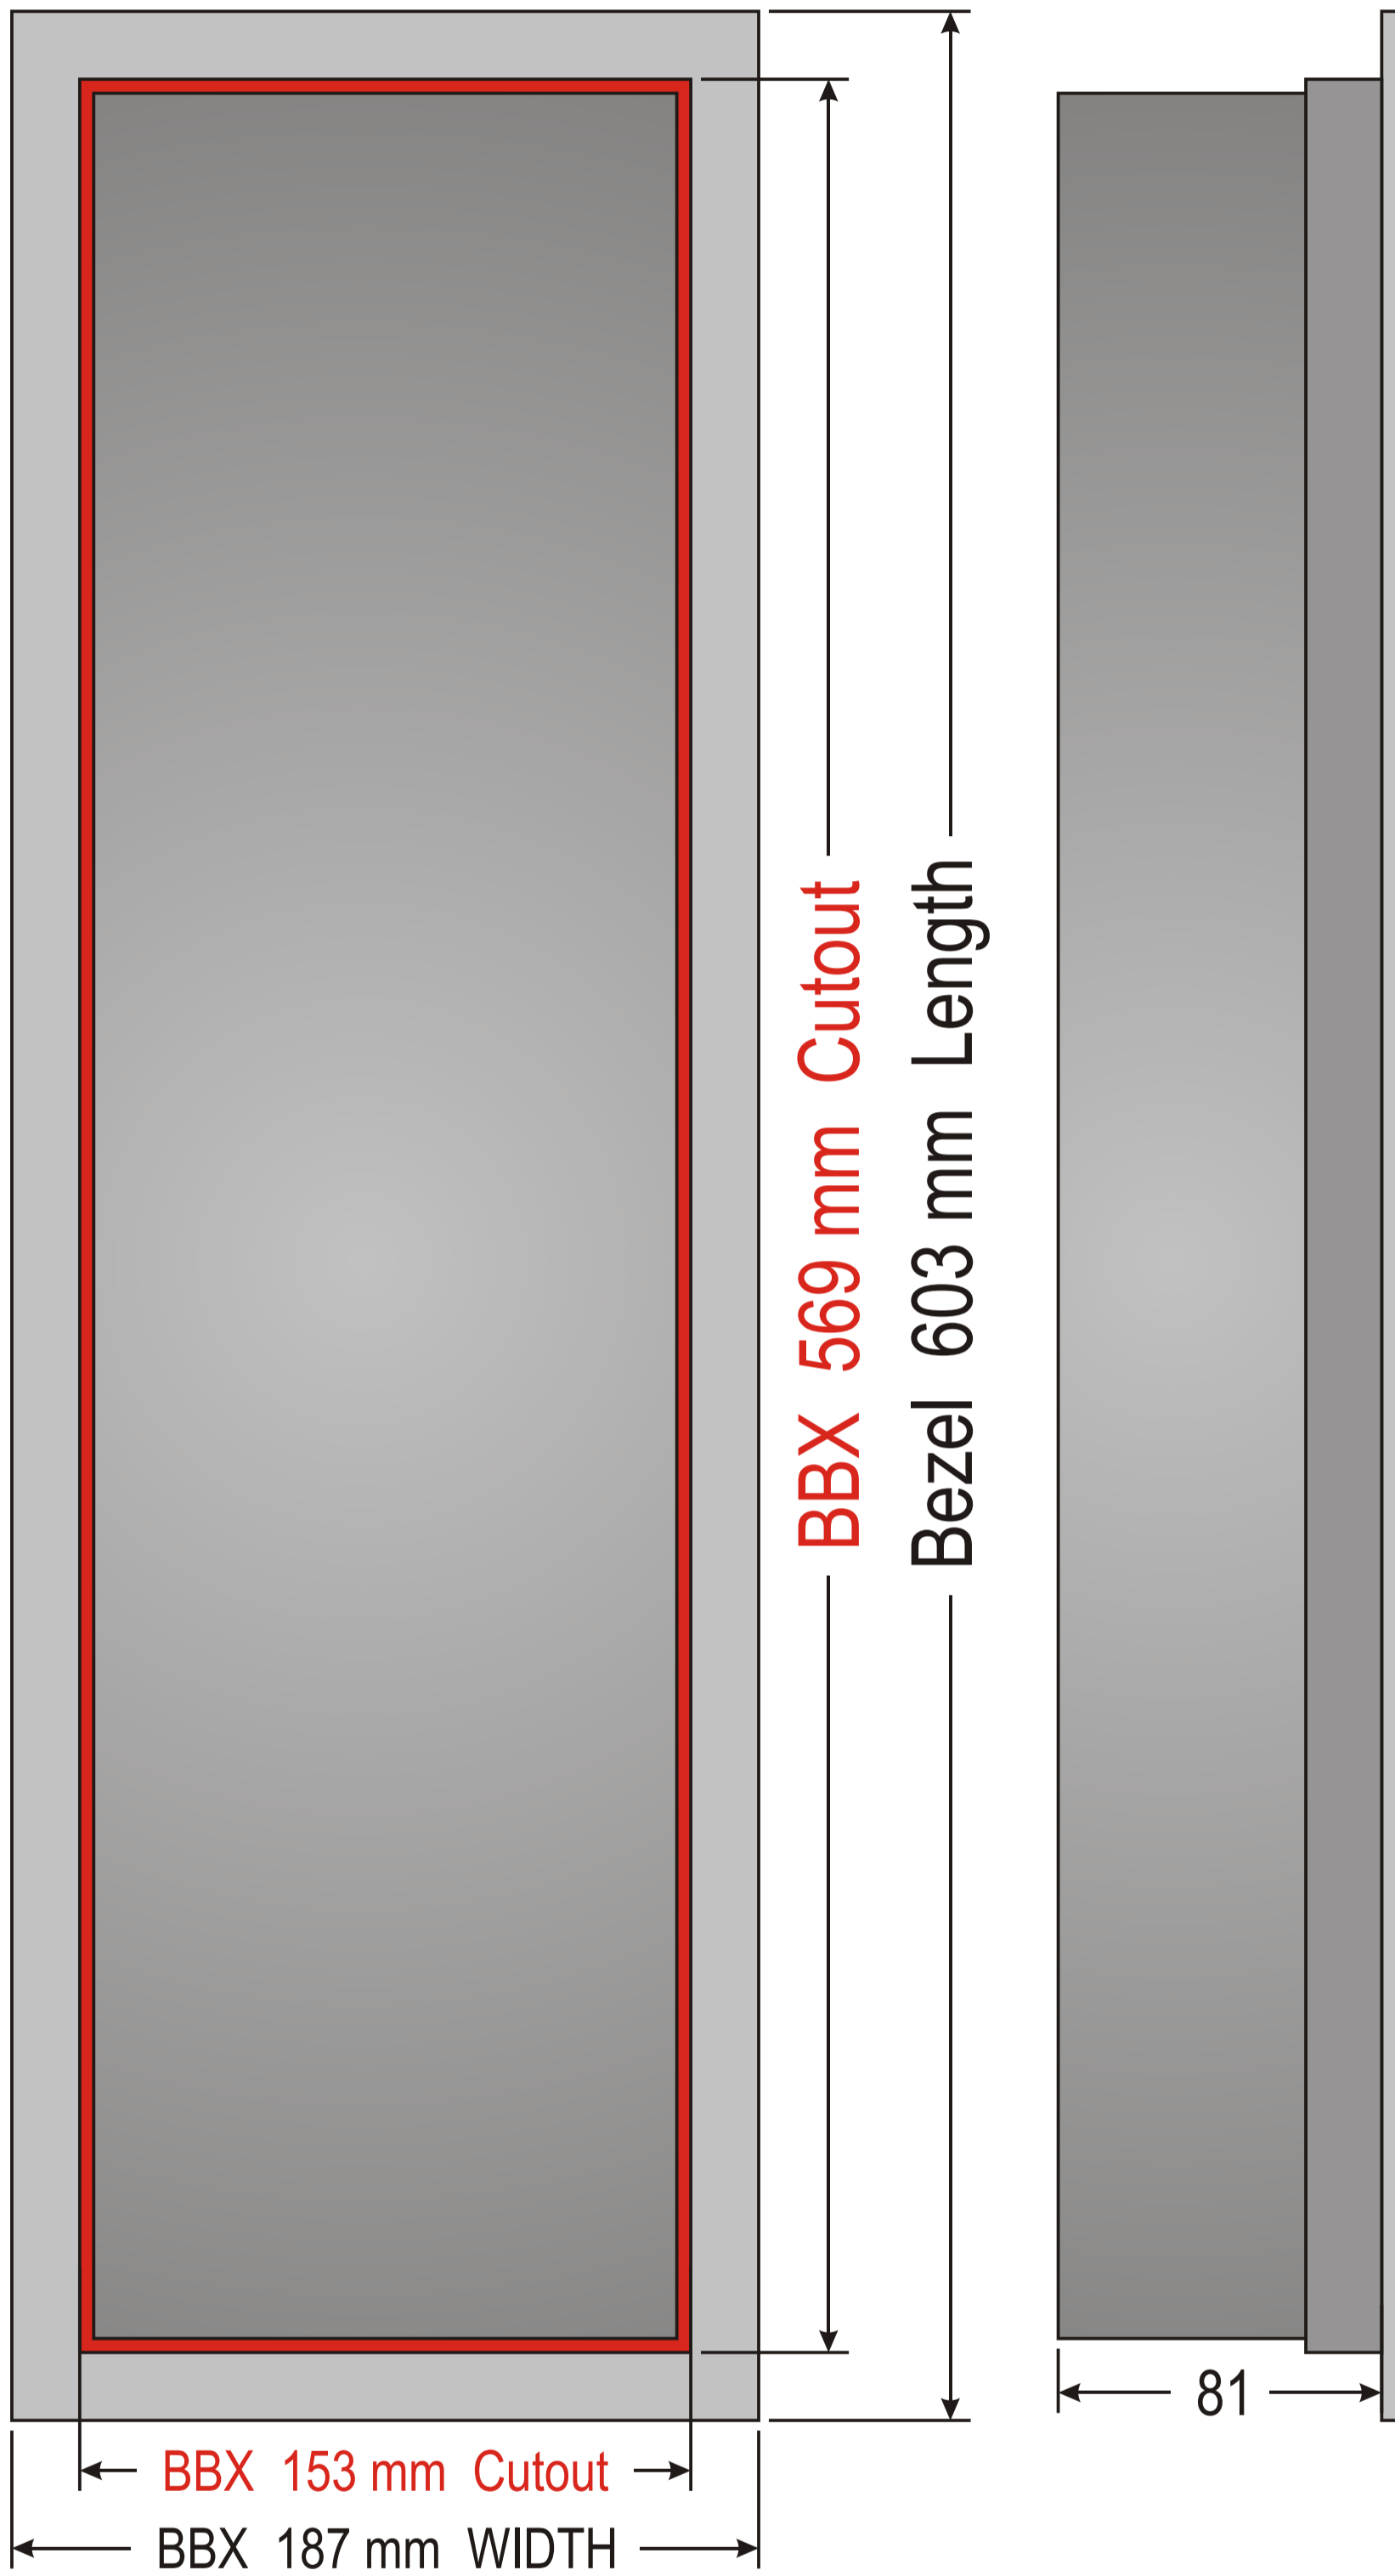 BBX 569 mm Cutout
Bezel 603 mm Length
81
BBX 153 mm Cutout
BBX 187 mm WIDTH